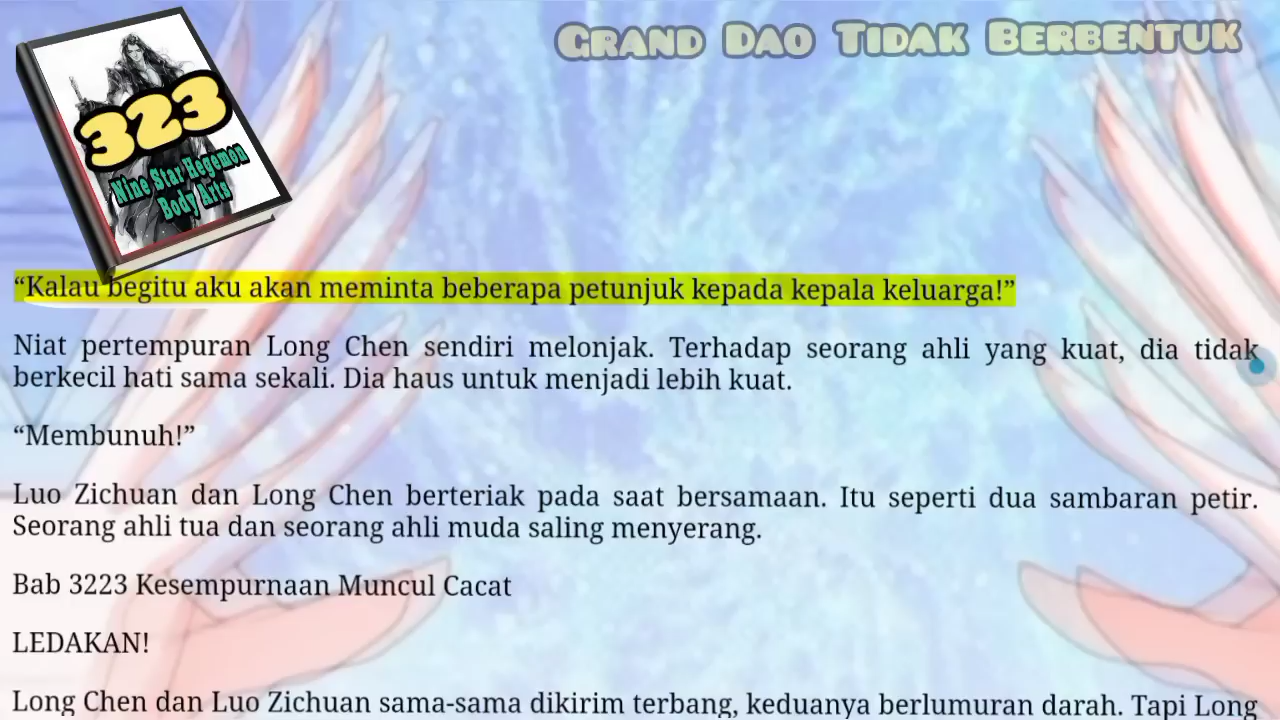 GRAND DAO TIDAK BERBENTUK
323
Nine Star Hegemon
Body Arts
“Kalau begitu aku akan meminta beberapa petunjuk kepada kepala keluarga!”
Niat pertempuran Long Chen sendiri melonjak. Terhadap seorang ahli yang kuat, dia tidak
berkecil hati sama sekali. Dia haus untuk menjadi lebih kuat.
“Membunuh!”
Luo Zichuan dan Long Chen berteriak pada saat bersamaan. Itu seperti dua sambaran petir.
Seorang ahli tua dan seorang ahli muda saling menyerang.
Bab 3223 Kesempurnaan Muncul Cacat
LEDAKAN!
Long Chen dan Luo Zichuan sama-sama dikirim terbang, keduanya berlumuran darah. Tapi Long